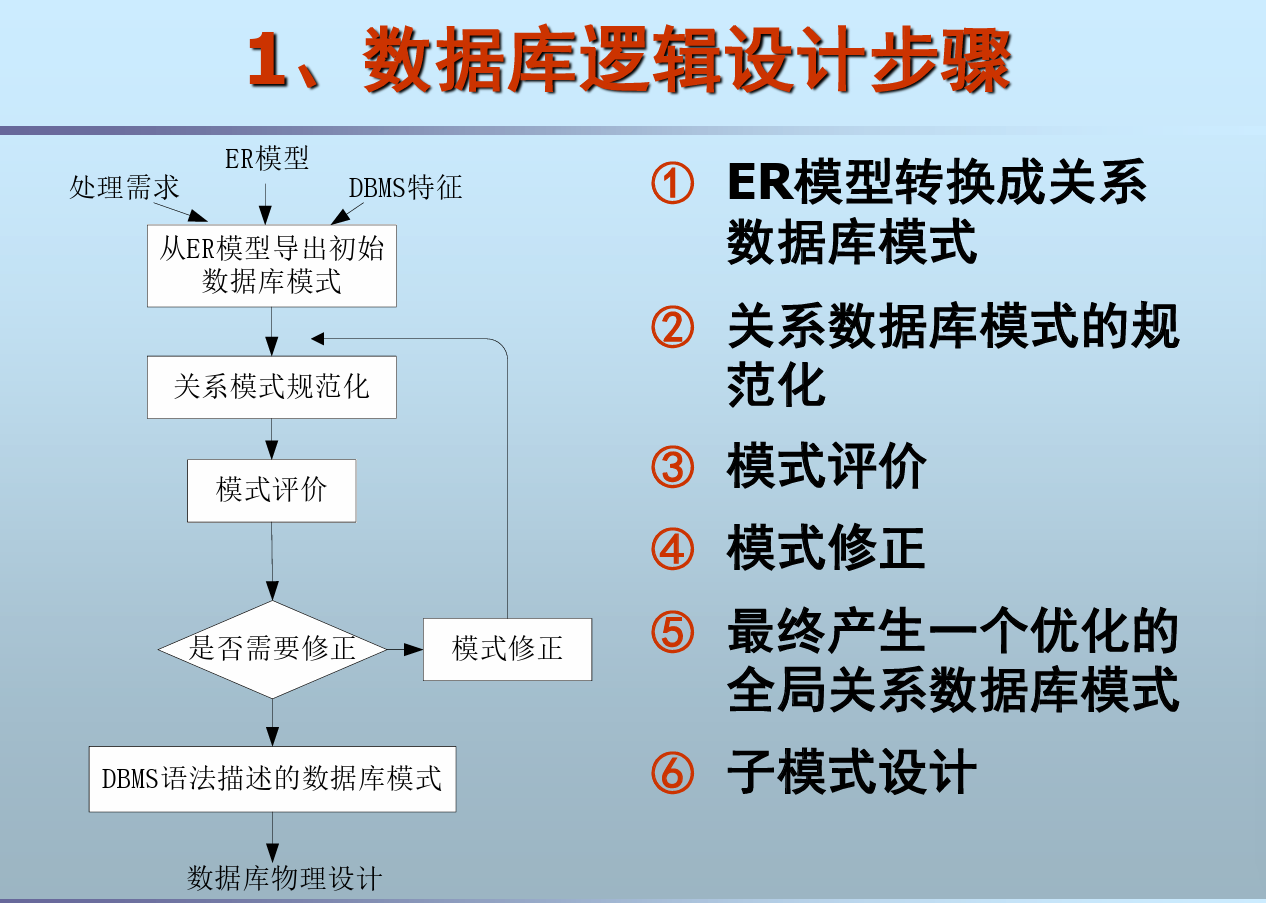 1、数据库逻辑设计步骤
ER模型
处理需求
DBMS特征
从ER模型导出初始
数据库模式
关系模式规范化
模式评价
是否需要修正
模式修正
DBMS语法描述的数据库模式
数据库物理设计
① ER模型转换成关系
数据库模式
② 关系数据库模式的规
范化
③ 模式评价
④ 模式修正
⑤ 最终产生一个优化的
全局关系数据库模式
⑥ 子模式设计